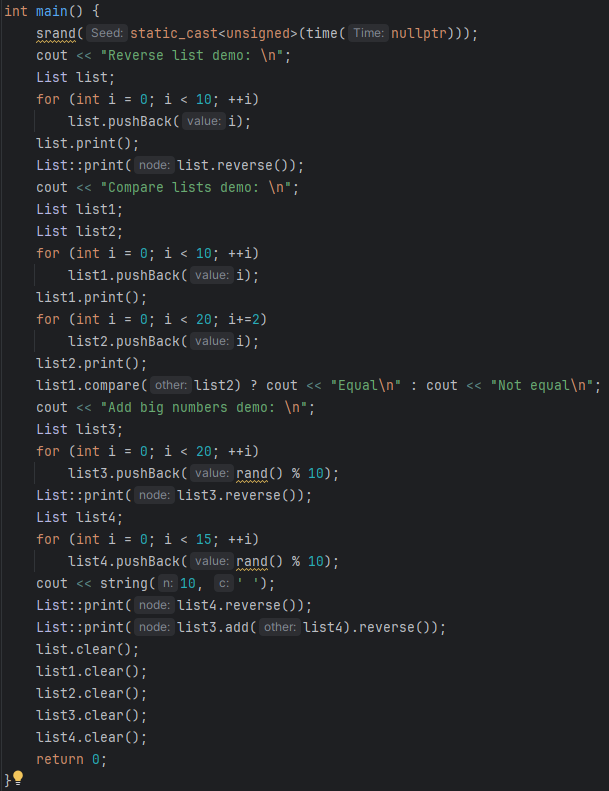 int main() {
    srand(Seed: static_cast<unsigned>(time(Time: nullptr)));
    cout << "Reverse list demo: \n";
    List list;
    for (int i = 0; i < 10; ++i)
        list.pushBack(value: i);
    list.print();
    List::print(node: list.reverse());
    cout << "Compare lists demo: \n";
    List list1;
    List list2;
    for (int i = 0; i < 10; ++i)
        list1.pushBack(value: i);
    list1.print();
    for (int i = 0; i < 20; i+=2)
        list2.pushBack(value: i);
    list2.print();
    list1.compare(other: list2) ? cout << "Equal\n" : cout << "Not equal\n";
    cout << "Add big numbers demo: \n";
    List list3;
    for (int i = 0; i < 20; ++i)
        list3.pushBack(value: rand() % 10);
    List::print(node: list3.reverse());
    List list4;
    for (int i = 0; i < 15; ++i)
        list4.pushBack(value: rand() % 10);
    cout << string(n: 10, c: ' ');
    List::print(node: list4.reverse());
    List::print(node: list3.add(other: list4).reverse());
    list.clear();
    list1.clear();
    list2.clear();
    list3.clear();
    list4.clear();
    return 0;
}